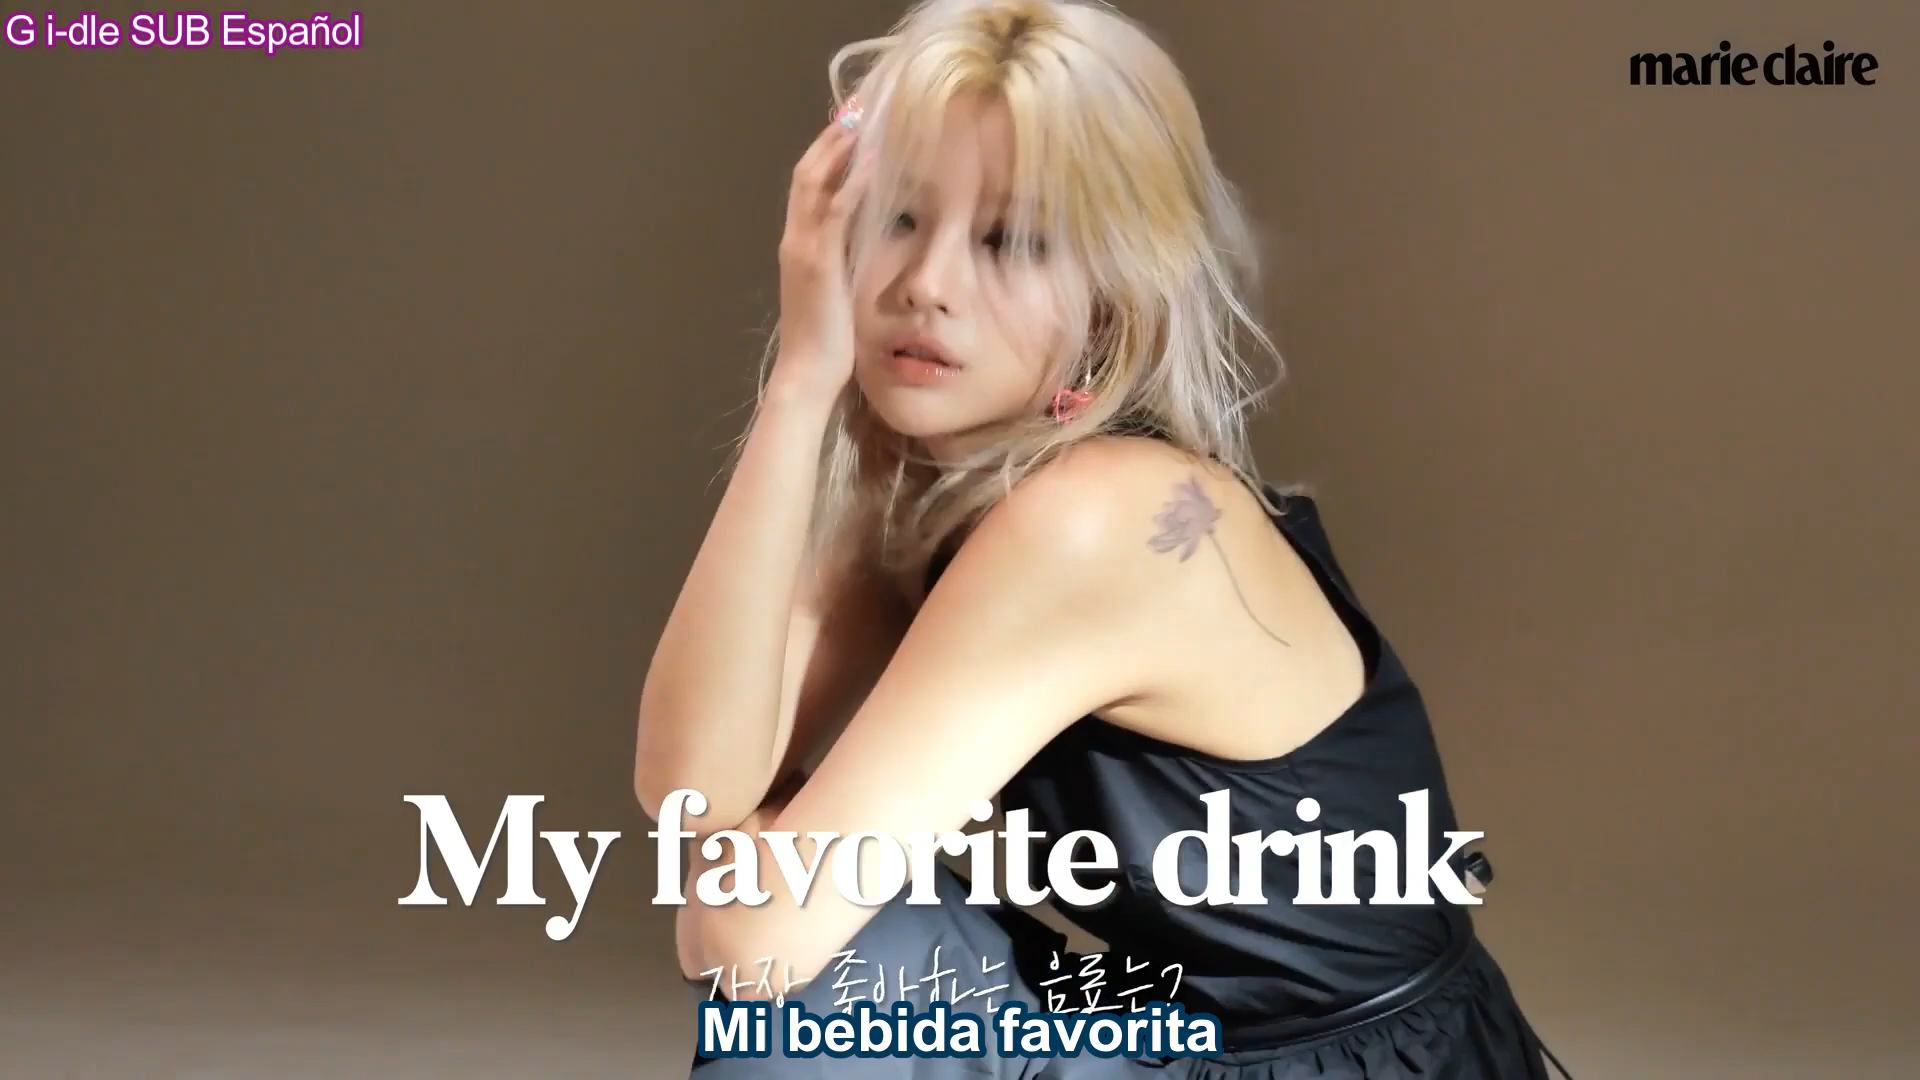 G i-dle SUB Español
marie claire
My favorite drink
가장 좋아하는 음료는?
Mi bebida favorita